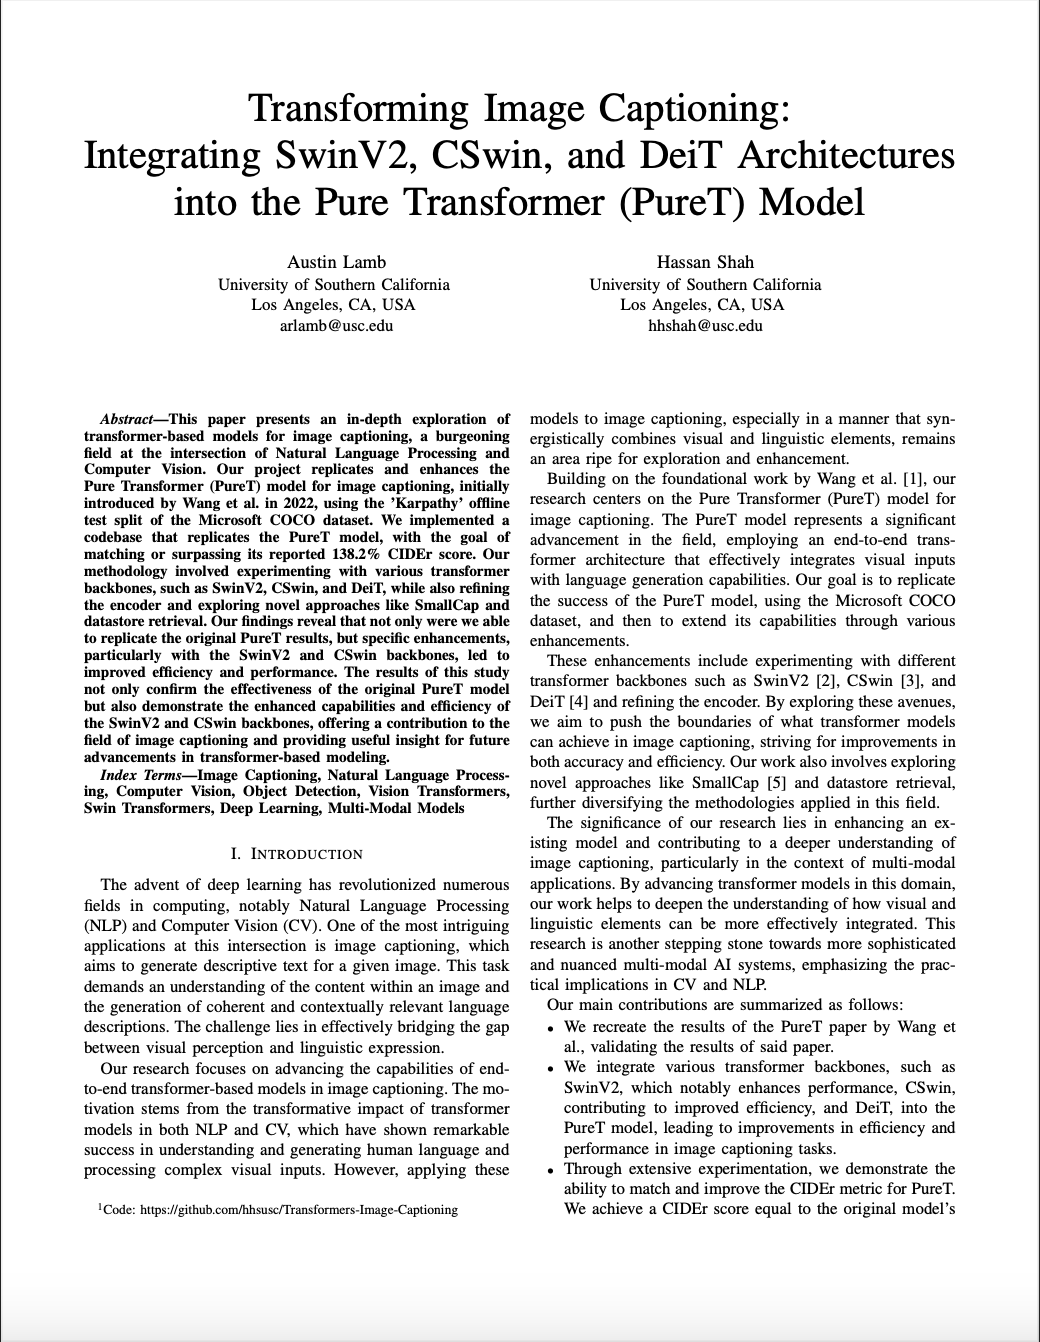 Transforming Image Captioning:
Integrating SwinV2, CSwin, and DeiT Architectures
into the Pure Transformer (PureT) Model
Austin Lamb
University of Southern California
Los Angeles, CA, USA
arlamb@usc.edu
Hassan Shah
University of Southern California
Los Angeles, CA, USA
hhshah@usc.edu
Abstract—This paper presents an in-depth exploration of
transformer-based models for image captioning, a burgeoning
field at the intersection of Natural Language Processing and
Computer Vision. Our project replicates and enhances the
Pure Transformer (PureT) model for image captioning, initially
introduced by Wang et al. in 2022, using the ’Karpathy’ offline
test split of the Microsoft COCO dataset. We implemented a
codebase that replicates the PureT model, with the goal of
matching or surpassing its reported 138.2% CIDEr score. Our
methodology involved experimenting with various transformer
backbones, such as SwinV2, CSwin, and DeiT, while also refining
the encoder and exploring novel approaches like SmallCap and
datastore retrieval. Our findings reveal that not only were we able
to replicate the original PureT results, but specific enhancements,
particularly with the SwinV2 and CSwin backbones, led to
improved efficiency and performance. The results of this study
not only confirm the effectiveness of the original PureT model
but also demonstrate the enhanced capabilities and efficiency of
the SwinV2 and CSwin backbones, offering a contribution to the
field of image captioning and providing useful insight for future
advancements in transformer-based modeling.
Index Terms—Image Captioning, Natural Language Process-
ing, Computer Vision, Object Detection, Vision Transformers,
Swin Transformers, Deep Learning, Multi-Modal Models
I. INTRODUCTION
The advent of deep learning has revolutionized numerous
fields in computing, notably Natural Language Processing
(NLP) and Computer Vision (CV). One of the most intriguing
applications at this intersection is image captioning, which
aims to generate descriptive text for a given image. This task
demands an understanding of the content within an image and
the generation of coherent and contextually relevant language
descriptions. The challenge lies in effectively bridging the gap
between visual perception and linguistic expression.
Our research focuses on advancing the capabilities of end-
to-end transformer-based models in image captioning. The mo-
tivation stems from the transformative impact of transformer
models in both NLP and CV, which have shown remarkable
success in understanding and generating human language and
processing complex visual inputs. However, applying these
1Code: https://github.com/hhsusc/Transformers-Image-Captioning
models to image captioning, especially in a manner that syn-
ergistically combines visual and linguistic elements, remains
an area ripe for exploration and enhancement.
Building on the foundational work by Wang et al. [1], our
research centers on the Pure Transformer (PureT) model for
image captioning. The PureT model represents a significant
advancement in the field, employing an end-to-end trans-
former architecture that effectively integrates visual inputs
with language generation capabilities. Our goal is to replicate
the success of the PureT model, using the Microsoft COCO
dataset, and then to extend its capabilities through various
enhancements.
These enhancements include experimenting with different
transformer backbones such as SwinV2 [2], CSwin [3], and
DeiT [4] and refining the encoder. By exploring these avenues,
we aim to push the boundaries of what transformer models
can achieve in image captioning, striving for improvements in
both accuracy and efficiency. Our work also involves exploring
novel approaches like SmallCap [5] and datastore retrieval,
further diversifying the methodologies applied in this field.
The significance of our research lies in enhancing an ex-
isting model and contributing to a deeper understanding of
image captioning, particularly in the context of multi-modal
applications. By advancing transformer models in this domain,
our work helps to deepen the understanding of how visual and
linguistic elements can be more effectively integrated. This
research is another stepping stone towards more sophisticated
and nuanced multi-modal AI systems, emphasizing the prac-
tical implications in CV and NLP.
Our main contributions are summarized as follows:
• We recreate the results of the PureT paper by Wang et
al., validating the results of said paper.
• We integrate various transformer backbones, such as
SwinV2, which notably enhances performance, CSwin,
contributing to improved efficiency, and DeiT, into the
PureT model, leading to improvements in efficiency and
performance in image captioning tasks.
• Through extensive experimentation, we demonstrate the
ability to match and improve the CIDEr metric for PureT.
We achieve a CIDEr score equal to the original model’s